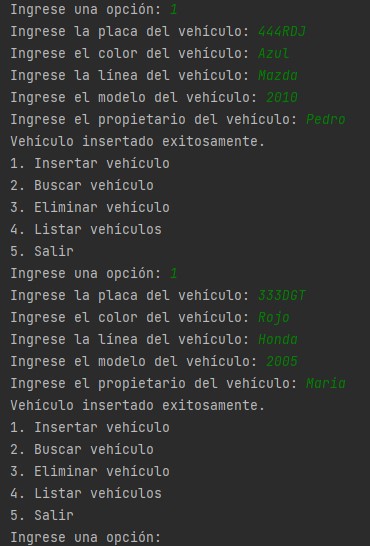 Ingrese una opción: 1
Ingrese la placa del vehículo: 444RDJ
Ingrese el color del vehículo: Azul
Ingrese la línea del vehículo: Mazda
Ingrese el modelo del vehículo: 2010
Ingrese el propietario del vehículo: Pedro
Vehículo insertado exitosamente.
1. Insertar vehículo
2. Buscar vehículo
3. Eliminar vehículo
4. Listar vehículos
5. Salir
Ingrese una opción: 1
Ingrese la placa del vehículo: 333DGT
Ingrese el color del vehículo: Rojo
Ingrese la línea del vehículo: Honda
Ingrese el modelo del vehículo: 2005
Ingrese el propietario del vehículo: Maria
Vehículo insertado exitosamente.
1. Insertar vehículo
2. Buscar vehículo
3. Eliminar vehículo
4. Listar vehículos
5. Salir
Ingrese una opción: